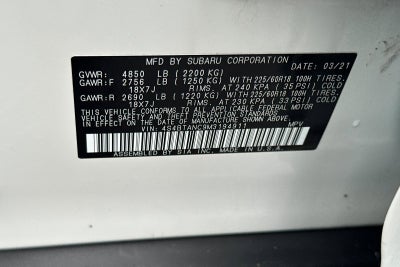 MFD BY SUBARU CORPORATION DATE: 03/21
GVWR: 4850 LB (2200 KG)
GAWR:F 2756 LB (1250 KG) WITH 225/60R18 100H TIRES.
18X7J RIMS. AT 240 KPA (35 PSI) COLD
GAWR:R 2690 LB (1220 KG) WITH 225/60R18 100H TIRES.
18X7J RIMS. AT 230 KPA (33 PSI) COLD
THIS VEHICLE CONFORMS TO ALL APPLICABLE FEDERAL MOTOR
VEHICLE SAFETY AND BUMPER STANDARDS IN EFFECT ON THE
DATE OF MANUFACTURE SHOWN ABOVE.
VIN: 4S4BTANC9M3194911 MPV
ASSEMBLED BY SIA INC. MADE IN U.S.A.